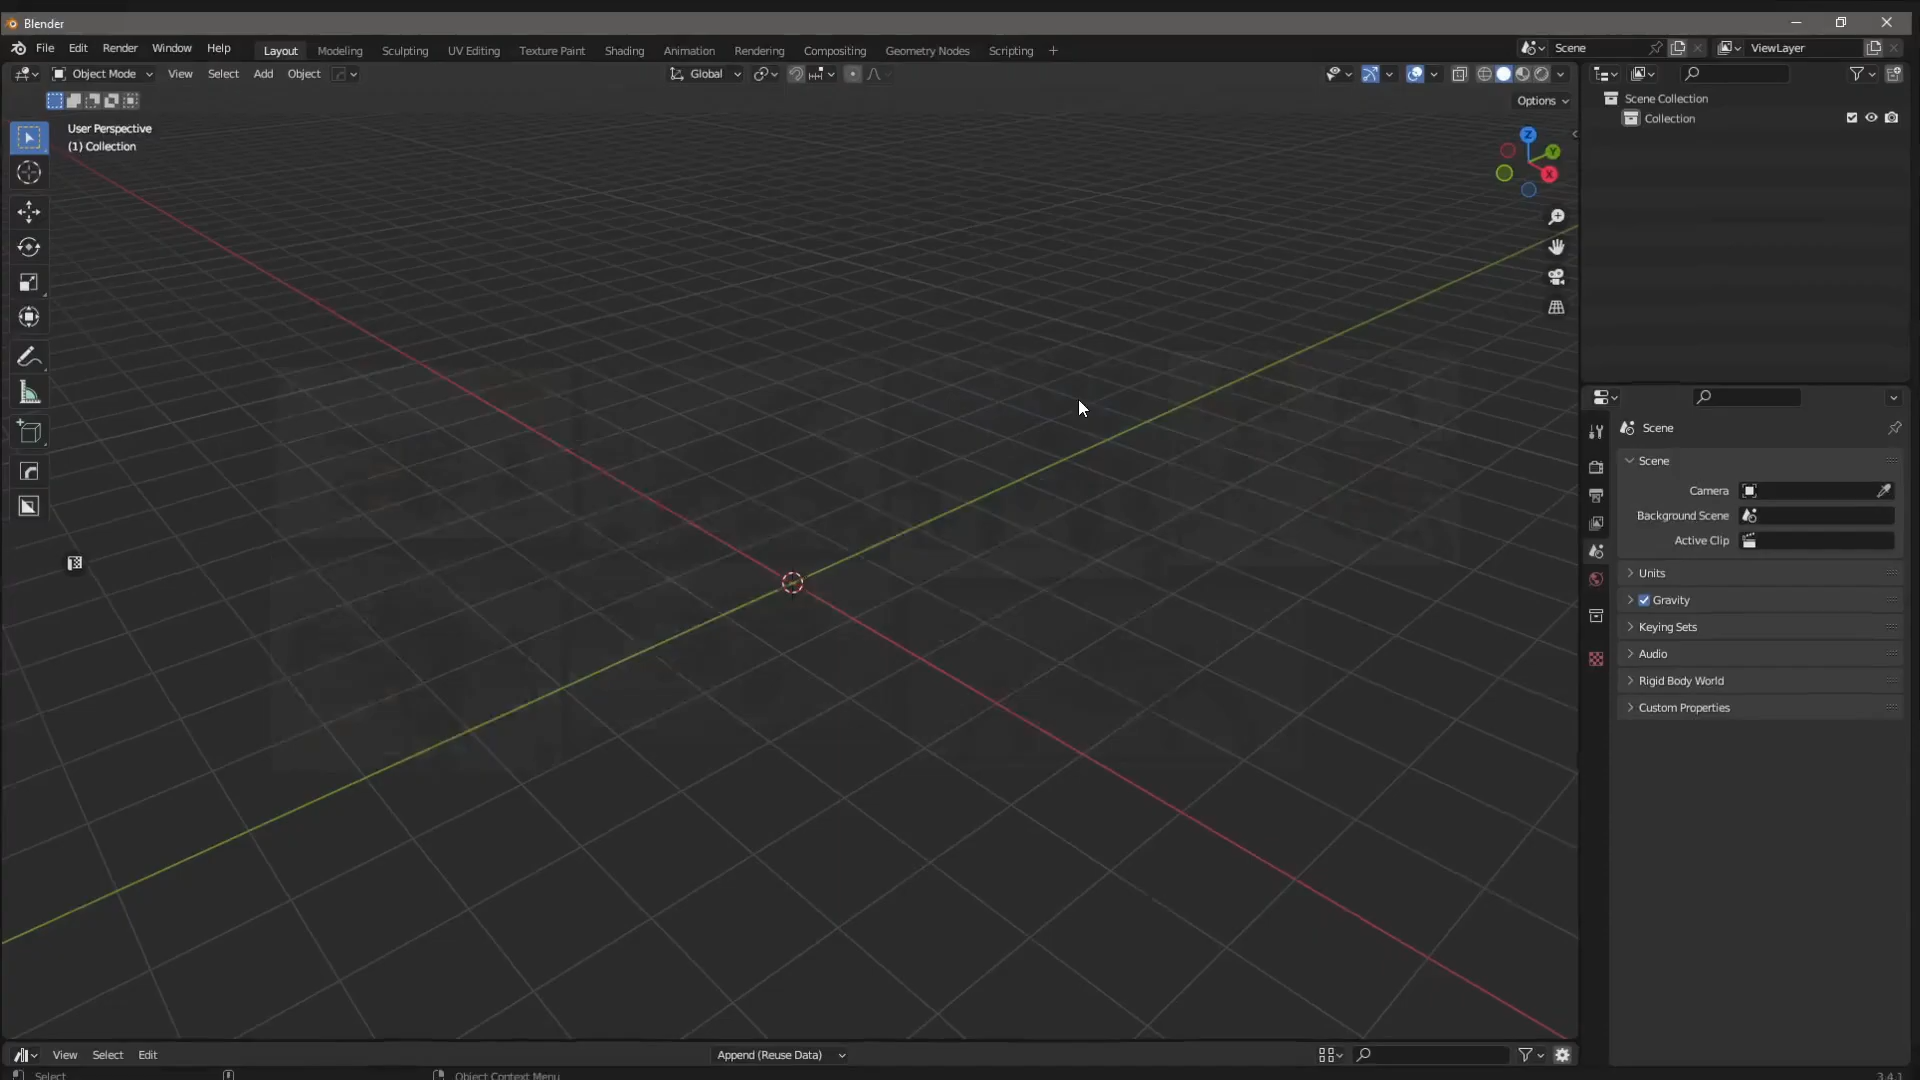 Blender
File Edit Render Window Help Layout Modeling Sculpting UV Editing Texture Paint Shading Animation Rendering Compositing Geometry Nodes Scripting + Scene ViewLayer
Object Mode View Select Add Object Global
Options
User Perspective
(1) Collection
Z
Y
X
Scene Collection
Collection
Scene
Scene
Camera
Background Scene
Active Clip
Units
Gravity
Keying Sets
Audio
Rigid Body World
Custom Properties
View Select Edit Append (Reuse Data)
Select Object Context Menu 3.4.1